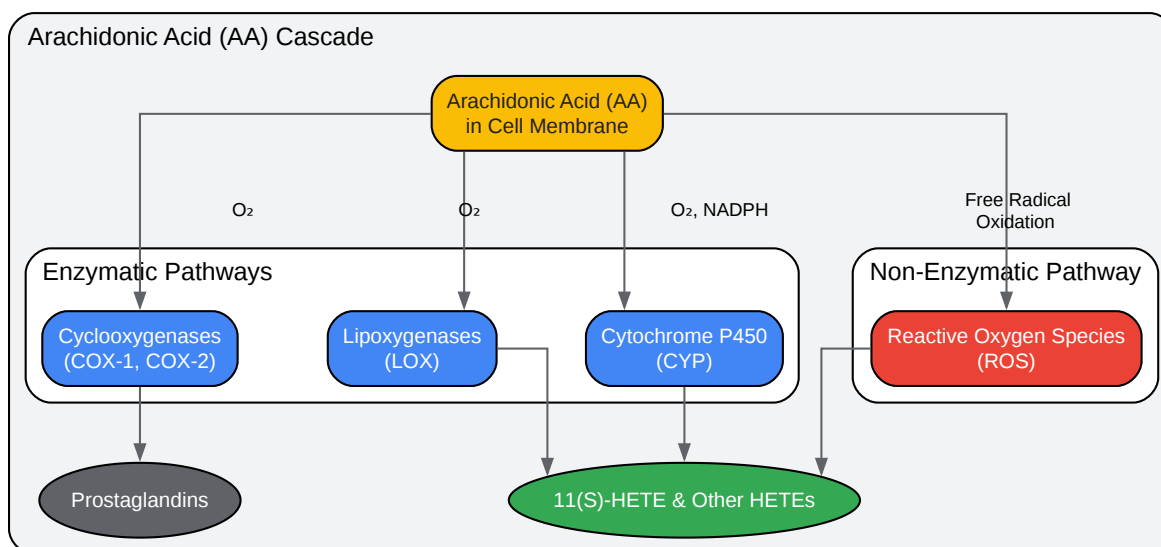 Arachidonic Acid (AA) Cascade
Arachidonic Acid (AA)
in Cell Membrane
O₂
O₂
O₂, NADPH
Free Radical
Oxidation
Enzymatic Pathways
Non-Enzymatic Pathway
Cyclooxygenases
(COX-1, COX-2)
Lipoxygenases
(LOX)
Cytochrome P450
(CYP)
Reactive Oxygen Species
(ROS)
Prostaglandins
11(S)-HETE & Other HETEs